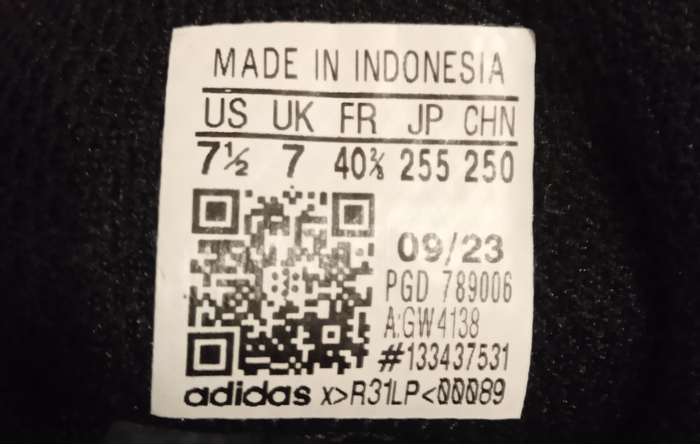 MADE IN INDONESIA
US UK FR JP CHN
7½ 7 40⅔ 255 250
09/23
PGD 789006
A:GW4138
#133437531
adidas x>R31LP<00089